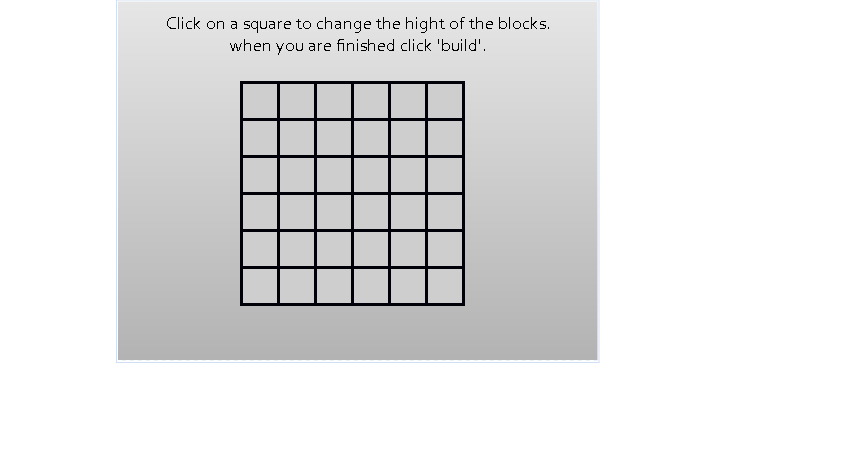 Click on a square to change the hight of the blocks.
when you are finished click 'build'.